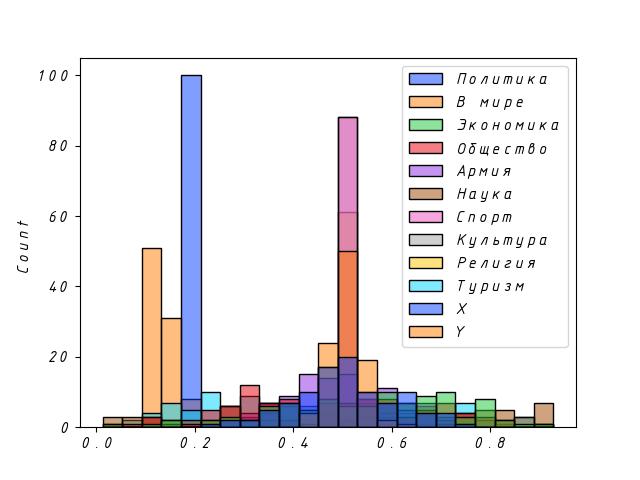 100
80
60
40
20
0
Count
0.0 0.2 0.4 0.6 0.8
Политика
В мире
Экономика
Общество
Армия
Наука
Спорт
Культура
Религия
Туризм
X
Y